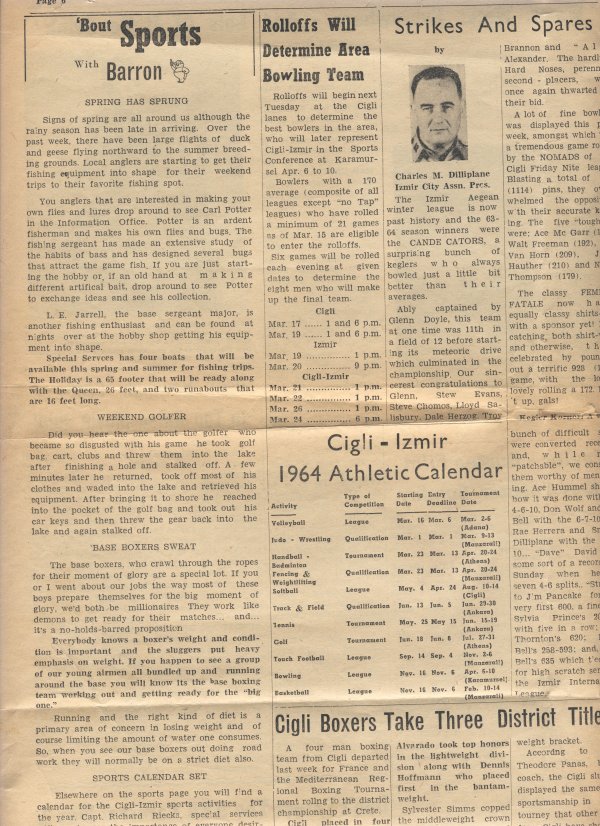 Page 6
'Bout Sports
With Barron
SPRING HAS SPRUNG
Signs of spring are all around us although the
rainy season has been late in arriving. Over the
past week, there have been large flights of duck
and geese flying northward to the summer breed-
ing grounds. Local anglers are starting to get their
fishing equipment into shape for their weekend
trips to their favorite fishing spot.
You anglers that are interested in making your
own flies and lures drop around to see Carl Potter
in the Information Office. Potter is an ardent
fisherman and makes his own flies and bugs. The
fishing sergeant has made an extensive study of
the habits of bass and has designed several bugs
that attract the game fish. If you are just start-
ing the hobby or, if an old hand at making
different artifical bait, drop around to see Potter
to exchange ideas and see his collection.
L. E. Jarrell, the base sergeant major, is
another fishing enthusiast and can be found at
nights over at the hobby shop getting his equip-
ment into shape.
Special Servces has four boats that will be
available this spring and summer for fishing trips.
The Holiday is a 65 footer that will be ready along
with the Queen, 26 feet, and two runabouts that
are 16 feet long.
WEEKEND GOLFER
Did you hear the one about the golfer who
became so disgusted with his game he took golf
bag, cart, clubs and threw them into the lake
after finishing a hole and stalked off. A few
minutes later he returned, took off most of his
clothes and waded into the lake and retrieved his
equipment. After bringing it to shore he reached
into the pocket of the golf bag and took out his
car keys and then threw the gear back into the
lake and again stalked off.
BASE BOXERS SWEAT
The base boxers, who crawl through the ropes
for their moment of glory are a special lot. If you
or I went about our jobs the way most of these
boys prepare themselves for the big moment of
glory, we'd both be millionaires They work like
demons to get ready for their matches... and...
it's a no-holds-barred proposition
Everybody knows a boxer's weight and condi-
tion is important and the sluggers put heavy
emphasis on weight. If you happen to see a group
of our young airmen all bundled up and running
around the base you will know its the base boxing
team working out and getting ready for the "big
one."
Running and the right kind of diet is a
primary area of concern in losing weight and of
course limiting the amount of water one consumes.
So, when you see our base boxers out doing road
work they will normally be on a strict diet also.
SPORTS CALENDAR SET
Elsewhere on the sports page you will find a
calendar for the Cigli-Izmir sports activities for
the year. Capt. Richard Riecks, special services
Rolloffs Will
Determine Area
Bowling Team
Rolloffs will begin next
Tuesday at the Cigli
lanes to determine the
best bowlers in the area,
who will later represent
Cigli-Izmir in the Sports
Conference at Karamur-
sel Apr. 6 to 10.
Bowlers with a 170
average (composite of all
leagues except "no Tap"
leagues) who have rolled
a minimum of 21 games
as of Mar. 15 are eligible
to enter the rolloffs.
Six games will be rolled
each evening at given
dates to determine the
eight men who will make
up the final team.
Cigli
Mar. 17 ...... 1 and 6 p.m.
Mar. 19 ...... 1 and 6 p.m.
Izmir
Mar. 19 ............ 1 p.m.
Mar. 20 ............ 9 p.m.
Cigli-Izmir
Mar. 21 ............ 1 p.m.
Mar. 22 ............ 1 p.m.
Mar. 26 ............ 1 p.m.
Mar. 24 ............ 6 p.m.
Strikes And Spares
by
Charles M. Dilliplane
Izmir City Assn. Pres.
The Izmir Aegean
winter league is now
past history and the 63-
64 season winners were
the CANDE CATORS, a
surprising bunch of
keglers who always
bowled just a little bit
better than their
averages.
Ably captained by
Glenn Doyle, this team
at one time was 11th in
a field of 12 before start-
ing its meteoric drive
which culminated in the
championship. Our sin-
cerest congratulations to
Glenn, Stew Evans,
Steve Chomos, Lloyd Sa-
lisbury, Dale Herzog, Troy
Brannon and "Al
Alexander. The hardl
Hard Noses, perenn
second - placers, w
once again thwarted
their bid.
A lot of fine bowl
was displayed this p
week, amongst which
a tremendous game ro
by the NOMADS of
Cigli Friday Nite lea
Blasting a total of
(1114) pins, they ov
whelmed the opposi
with their accurate k
ing. The five "tough
were; Ace Mc Garr (1
Walt Freeman (192),
Van Horn (209), J
Hauther (210) and N
Thompson (179).
The classy FEM
FATALE now ha
equally classy shirts-
with a sponsor yet!
catching, both shirt-
and otherwise, t h
celebrated by poun
out a terrific 923 (1
game, with the lo
lovely rolling a 172
't up, gals!
bunch of difficult s
were converted rece
and, while n
"patchable", we cons
them worthy of men
ing. Ace Hummel sh
how it was done with
4-6-10. Don Wolf and
Bell with the 6-7-10
Rae Herrera and Sr
Dilliplane with the
10... "Dave" David
some sort of a record
Sunday when he
seven 4-6 splits.. "St
to J'm Pancake for
very first 600, a fine
Sylvia Prince's 20
with five in a row;
Thornton's 620;
Bell's 258-593; and,
Bell's 635 which t'e
for high scratch ser
the Izmir Interna
League.
Cigli - Izmir
1964 Athletic Calendar
Activity Type of Competition Starting Date Entry Deadline Tournament Date
Volleyball League Mar. 16 Mar. 6 Mar. 2-6 (Adana)
Judo - Wrestling Qualification Mar. 1 Mar. 1 Mar. 9-13 (Manzarali)
Handball - Badminton Tournament Mar. 23 Mar. 13 Apr. 20-24 (Athens)
Fencing & Weightlifting Qualification Mar. 23 Mar. 13 Apr. 20-24 (Manzarali)
Softball League May. 4 Apr. 24 Aug. 10-14 (Cigli)
Track & Field Qualification Jun. 13 Jun. 5 Jun. 29-30 (Ankara)
Tennis Tournament May. 25 May 15 Jun. 15-19 (Ankara)
Golf Tournament Jun. 18 Jun. 8 Jul. 27-31 (Athens)
Touch Football League Sep. 14 Sep. 4 Nov. 2-6 (Manzarali)
Bowling League Nov. 16 Nov. 6 Apr. 6-10 (Karamursel)
Basketball League Nov. 16 Nov. 6 Feb. 10-14 (Manzarali)
Cigli Boxers Take Three District Title
A four man boxing
team from Cigli departed
last week for France and
the Mediterranean Reg-
ional Boxing Tourna-
ment rolling to the district
championship at Crete.
Cigli placed in four
Alvarado took top honors
in the lightweight divi-
sion along with Dennis
Hoffmann who placed
first in the bantam-
weight.
Sylvester Simms copped
the middleweight crown
weight bracket.
According to
Theodore Panas, b
coach, the Cigli slu
displayed the same
sportsmanship in
tourney that other